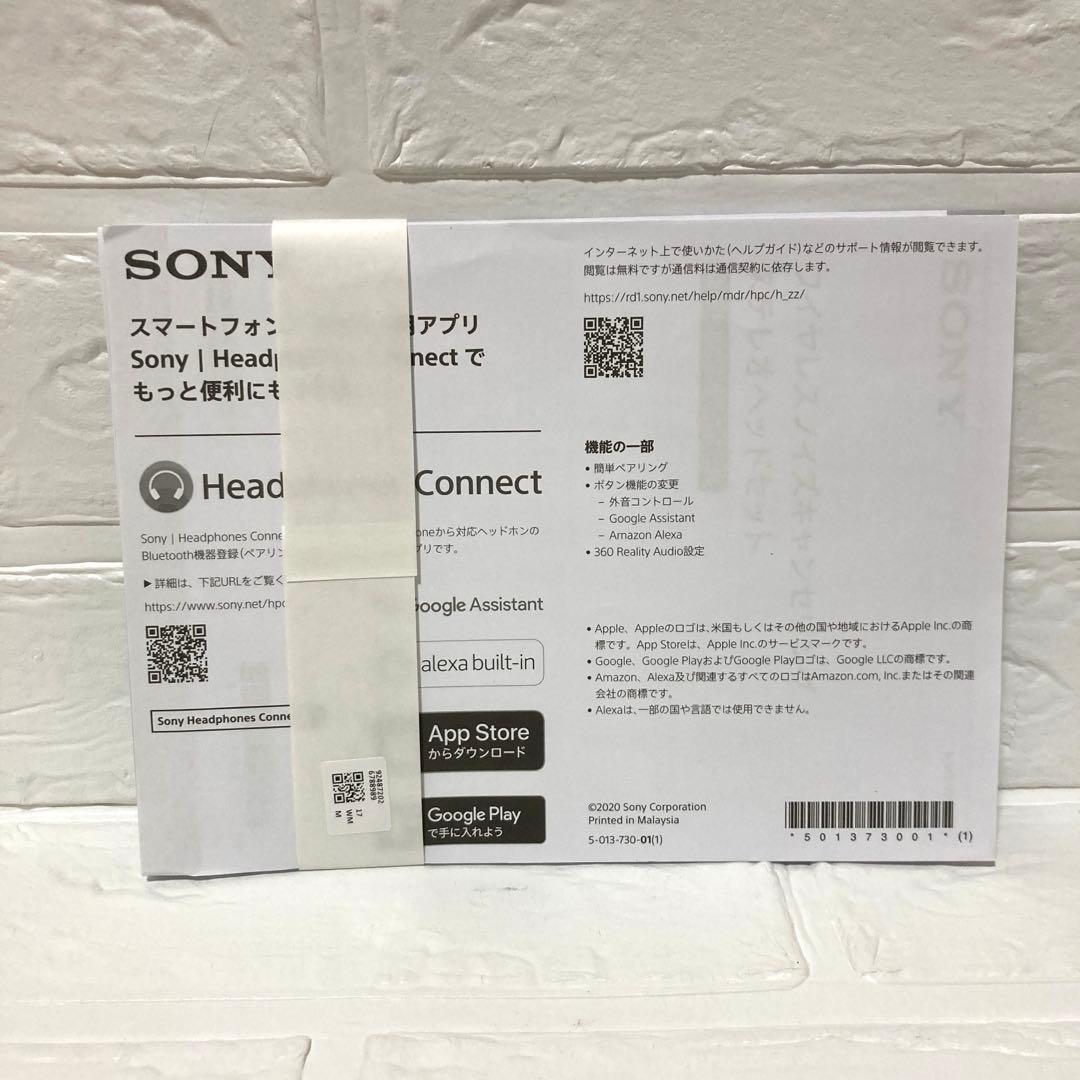 SONY
スマートフォン 用アプリ
Sony | Head nect で
もっと便利にも
Head Connect
Sony | Headphones Conne oneから対応ヘッドホンの
Bluetooth機器登録(ペアリン プリです。
▶詳細は、下記URLをご覧く
https://www.sony.net/hpc
Google Assistant
alexa built-in
Sony Headphones Conne
App Store
からダウンロード
Google Play
で手に入れよう
92487202
6788989
17
WM
M
インターネット上で使いかた(ヘルプガイド)などのサポート情報が閲覧できます。
閲覧は無料ですが通信料は通信契約に依存します。
https://rd1.sony.net/help/mdr/hpc/h_zz/
機能の一部
• 簡単ペアリング
• ボタン機能の変更
– 外音コントロール
– Google Assistant
– Amazon Alexa
• 360 Reality Audio設定
• Apple、Appleのロゴは、米国もしくはその他の国や地域におけるApple Inc.の商
標です。App Storeは、Apple Inc.のサービスマークです。
• Google、Google PlayおよびGoogle Playロゴは、Google LLCの商標です。
• Amazon、Alexa及び関連するすべてのロゴはAmazon.com, Inc.またはその関連
会社の商標です。
• Alexaは、一部の国や言語では使用できません。
©2020 Sony Corporation
Printed in Malaysia
5-013-730-01(1)
*501373001*(1)